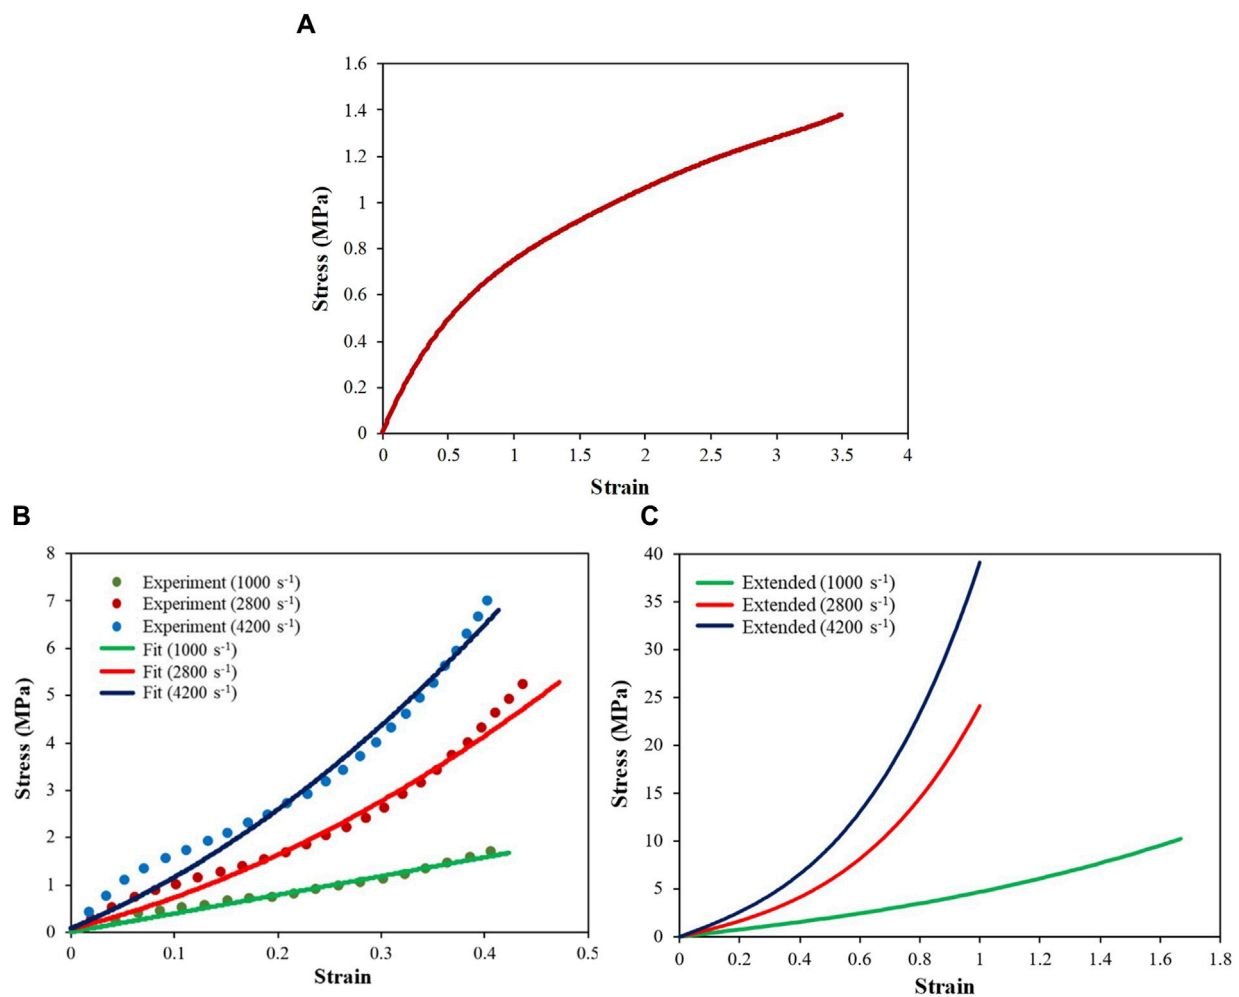 A
1.6
1.4
1.2
1
0.8
0.6
0.4
0.2
0
Stress (MPa)
0 0.5 1 1.5 2 2.5 3 3.5 4
Strain
B
8
7
6
5
4
3
2
1
0
Stress (MPa)
Experiment (1000 s⁻¹)
Experiment (2800 s⁻¹)
Experiment (4200 s⁻¹)
Fit (1000 s⁻¹)
Fit (2800 s⁻¹)
Fit (4200 s⁻¹)
0 0.1 0.2 0.3 0.4 0.5
Strain
C
40
35
30
25
20
15
10
5
0
Stress (MPa)
Extended (1000 s⁻¹)
Extended (2800 s⁻¹)
Extended (4200 s⁻¹)
0 0.2 0.4 0.6 0.8 1 1.2 1.4 1.6 1.8
Strain